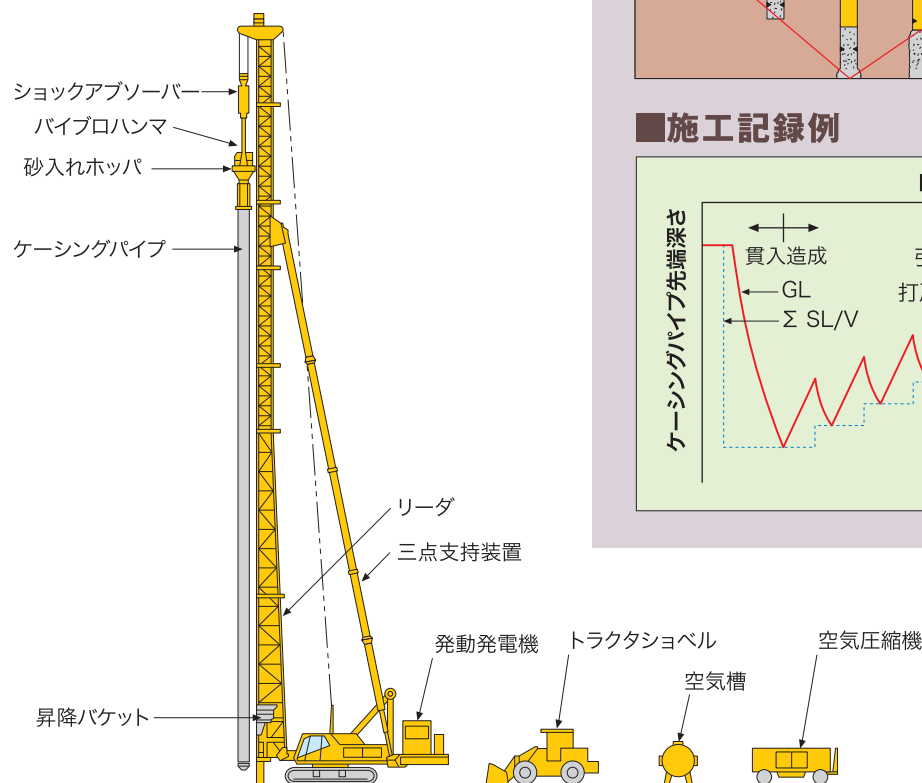 ショックアブソーバー
バイブロハンマ
砂入れホッパ
ケーシングパイプ
リーダ
三点支持装置
発動発電機
トラクタショベル
空気圧縮機
空気槽
昇降バケット
■施工記録例
ケーシングパイプ先端深さ
貫入造成
GL
Σ SL/V